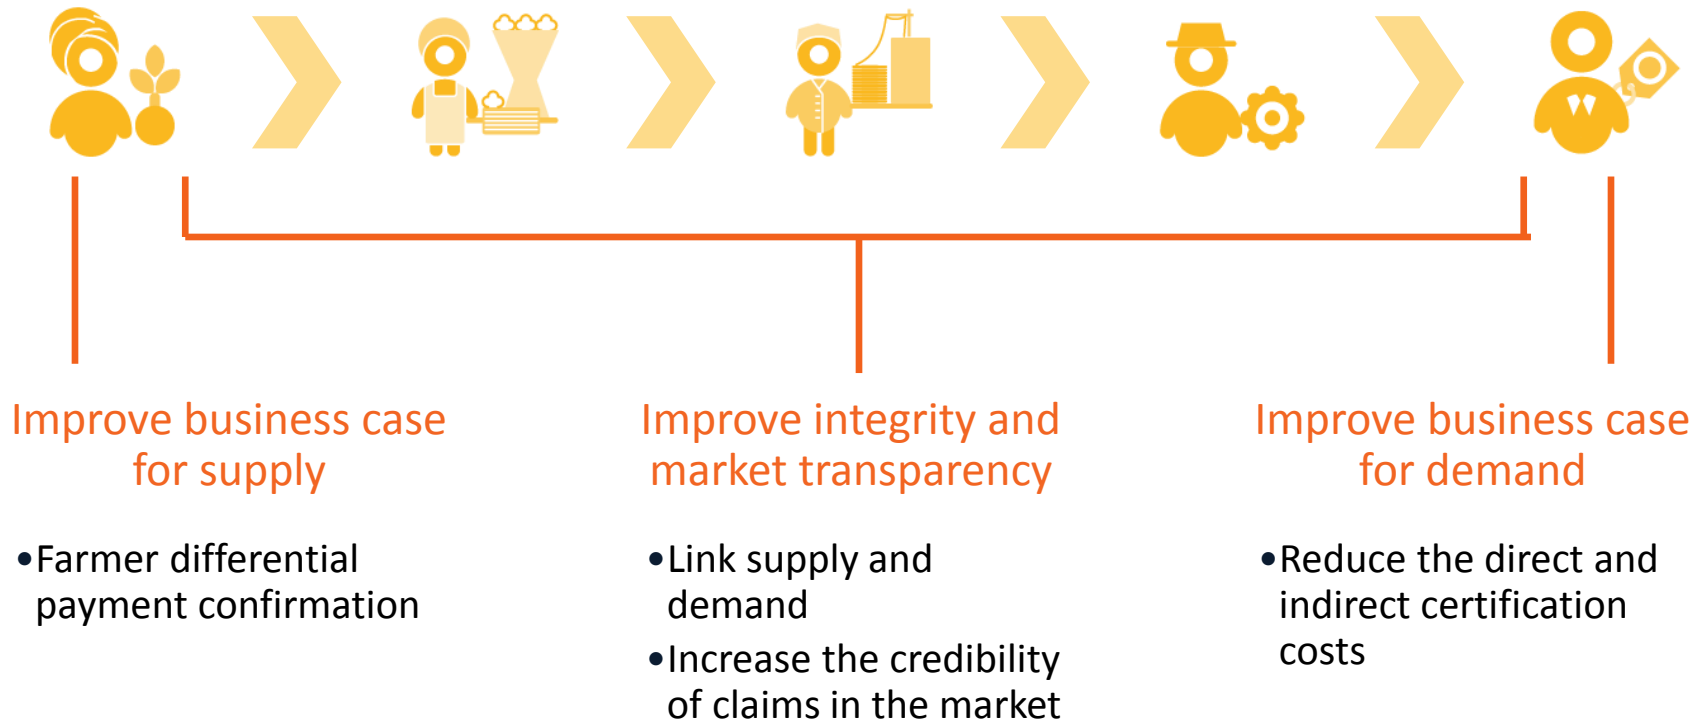 Improve business case
for supply
•Farmer differential
payment confirmation
Improve integrity and
market transparency
•Link supply and
demand
•Increase the credibility
of claims in the market
Improve business case
for demand
•Reduce the direct and
indirect certification
costs